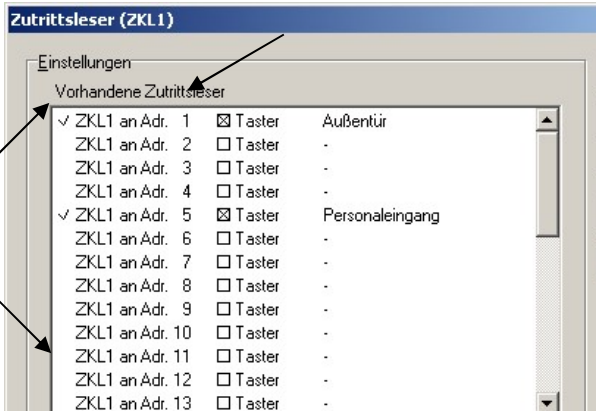 Zutrittsleser (ZKL1)
Einstellungen
Vorhandene Zutrittsleser
✓ ZKL1 an Adr. 1 ☒ Taster Außentür
ZKL1 an Adr. 2 ☐ Taster -
ZKL1 an Adr. 3 ☐ Taster -
ZKL1 an Adr. 4 ☐ Taster -
✓ ZKL1 an Adr. 5 ☒ Taster Personaleingang
ZKL1 an Adr. 6 ☐ Taster -
ZKL1 an Adr. 7 ☐ Taster -
ZKL1 an Adr. 8 ☐ Taster -
ZKL1 an Adr. 9 ☐ Taster -
ZKL1 an Adr. 10 ☐ Taster -
ZKL1 an Adr. 11 ☐ Taster -
ZKL1 an Adr. 12 ☐ Taster -
ZKL1 an Adr. 13 ☐ Taster -